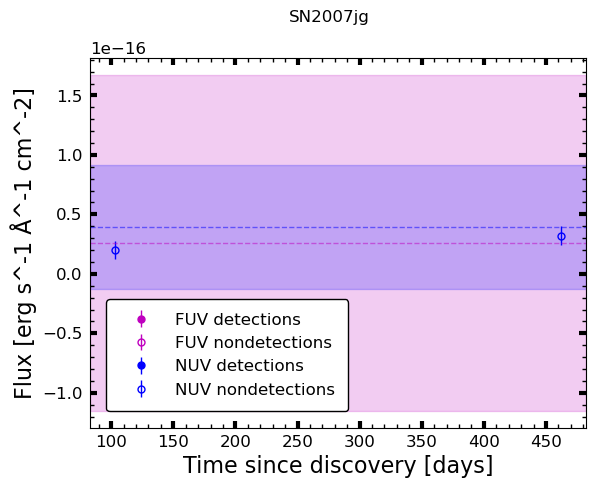 SN2007jg
1e−16
Flux [erg s^-1 Å^-1 cm^-2]
1.5
1.0
0.5
0.0
−0.5
−1.0
FUV detections
FUV nondetections
NUV detections
NUV nondetections
100 150 200 250 300 350 400 450
Time since discovery [days]